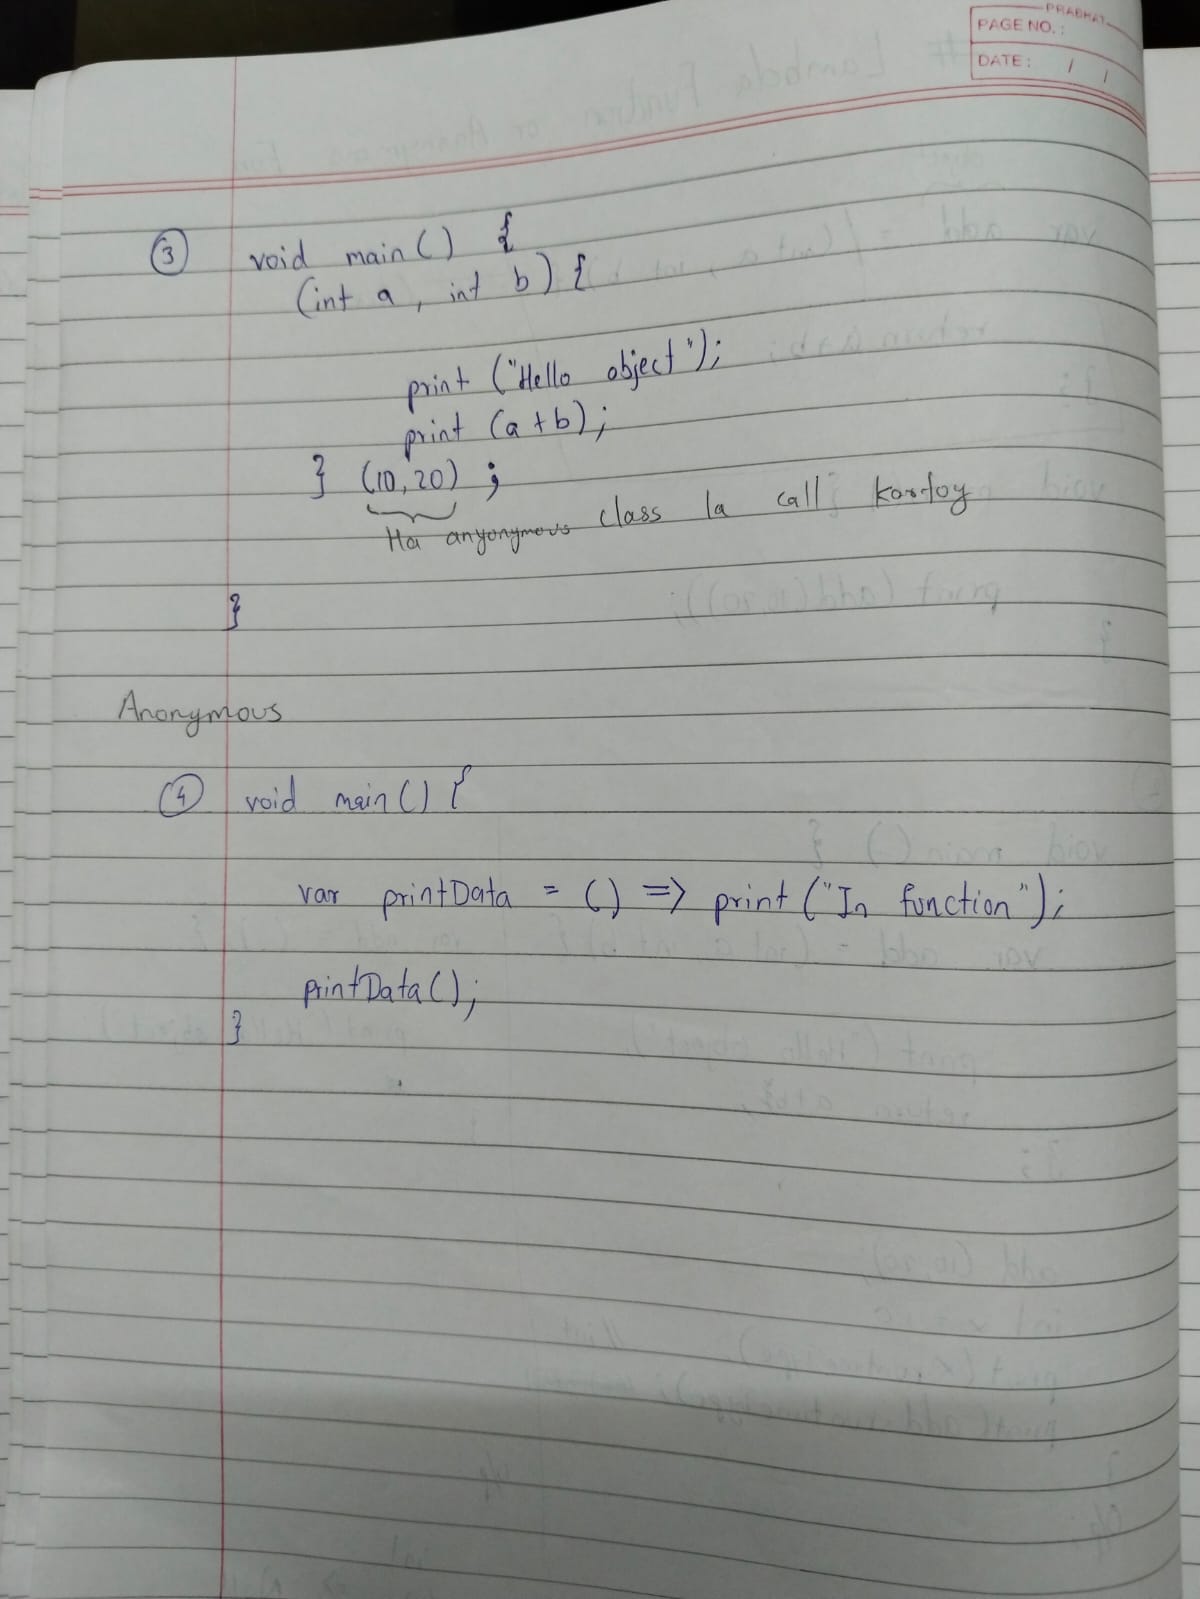 PRABHAT
PAGE NO.:
DATE: / /
③ void main() {
(int a, int b) {
print ("Hello object");
print (a+b);
} (10,20) ;
Ha anyonymous class la call kartoy
}
Anonymous
④ void main() {
var printData = () => print ("In function");
printData();
}